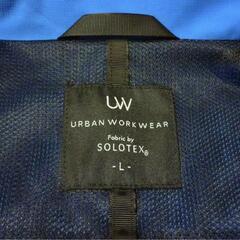 UW
URBAN WORKWEAR
Fabric by
SOLOTEX®
-L-